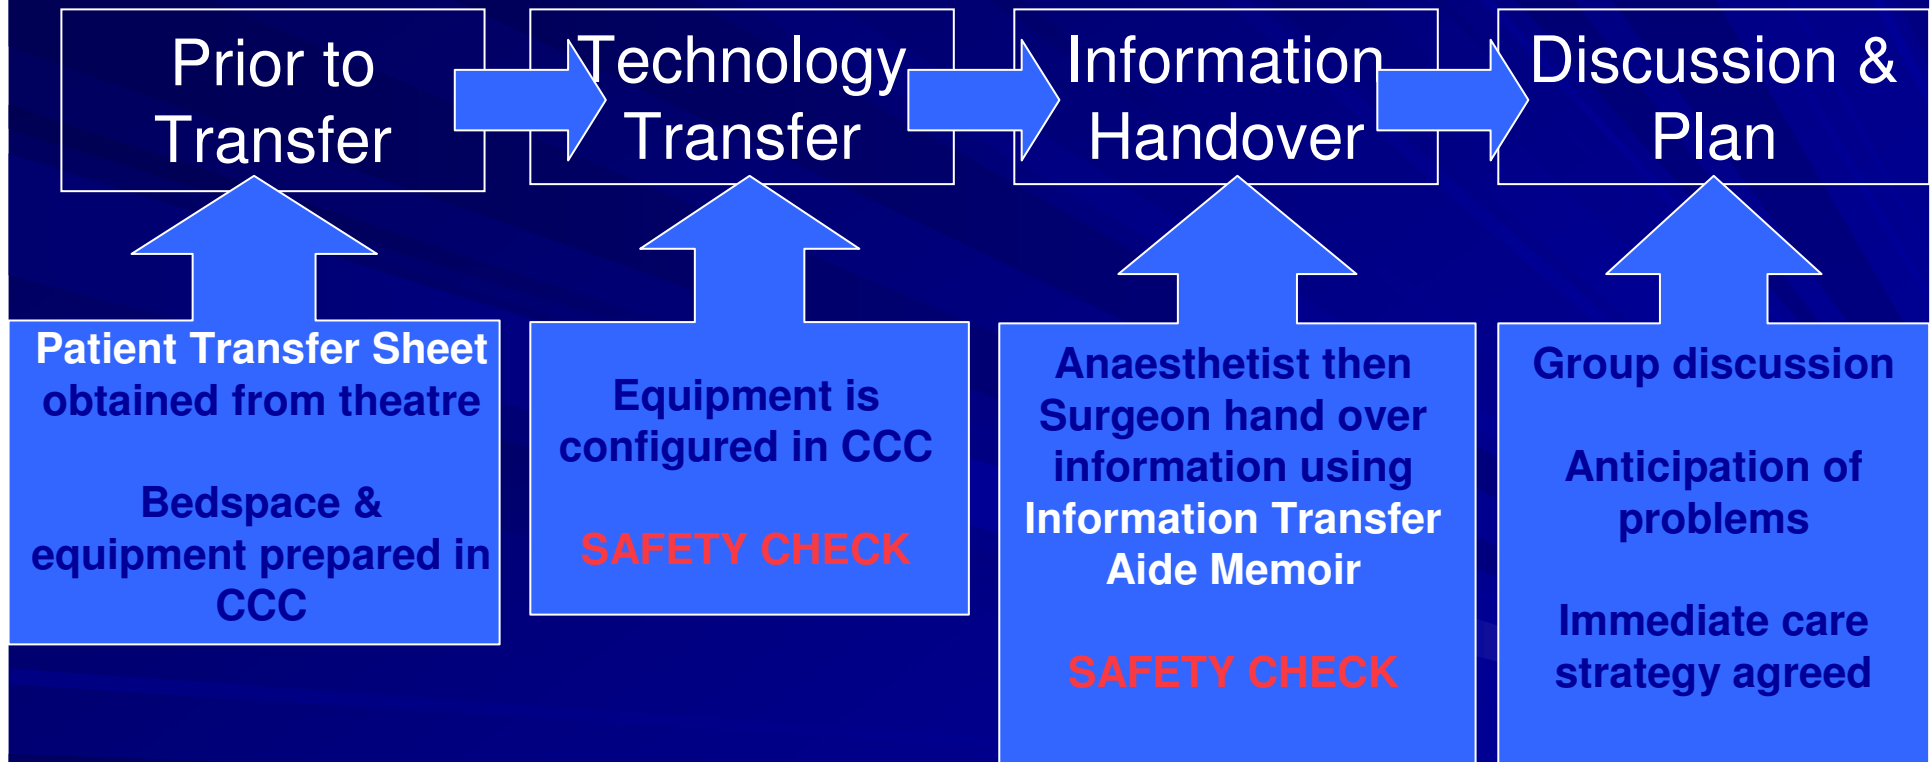 Prior to
Transfer
Technology
Transfer
Information
Handover
Discussion &
Plan
Patient Transfer Sheet
obtained from theatre
Bedspace &
equipment prepared in
CCC
Equipment is
configured in CCC
SAFETY CHECK
Anaesthetist then
Surgeon hand over
information using
Information Transfer
Aide Memoir
SAFETY CHECK
Group discussion
Anticipation of
problems
Immediate care
strategy agreed